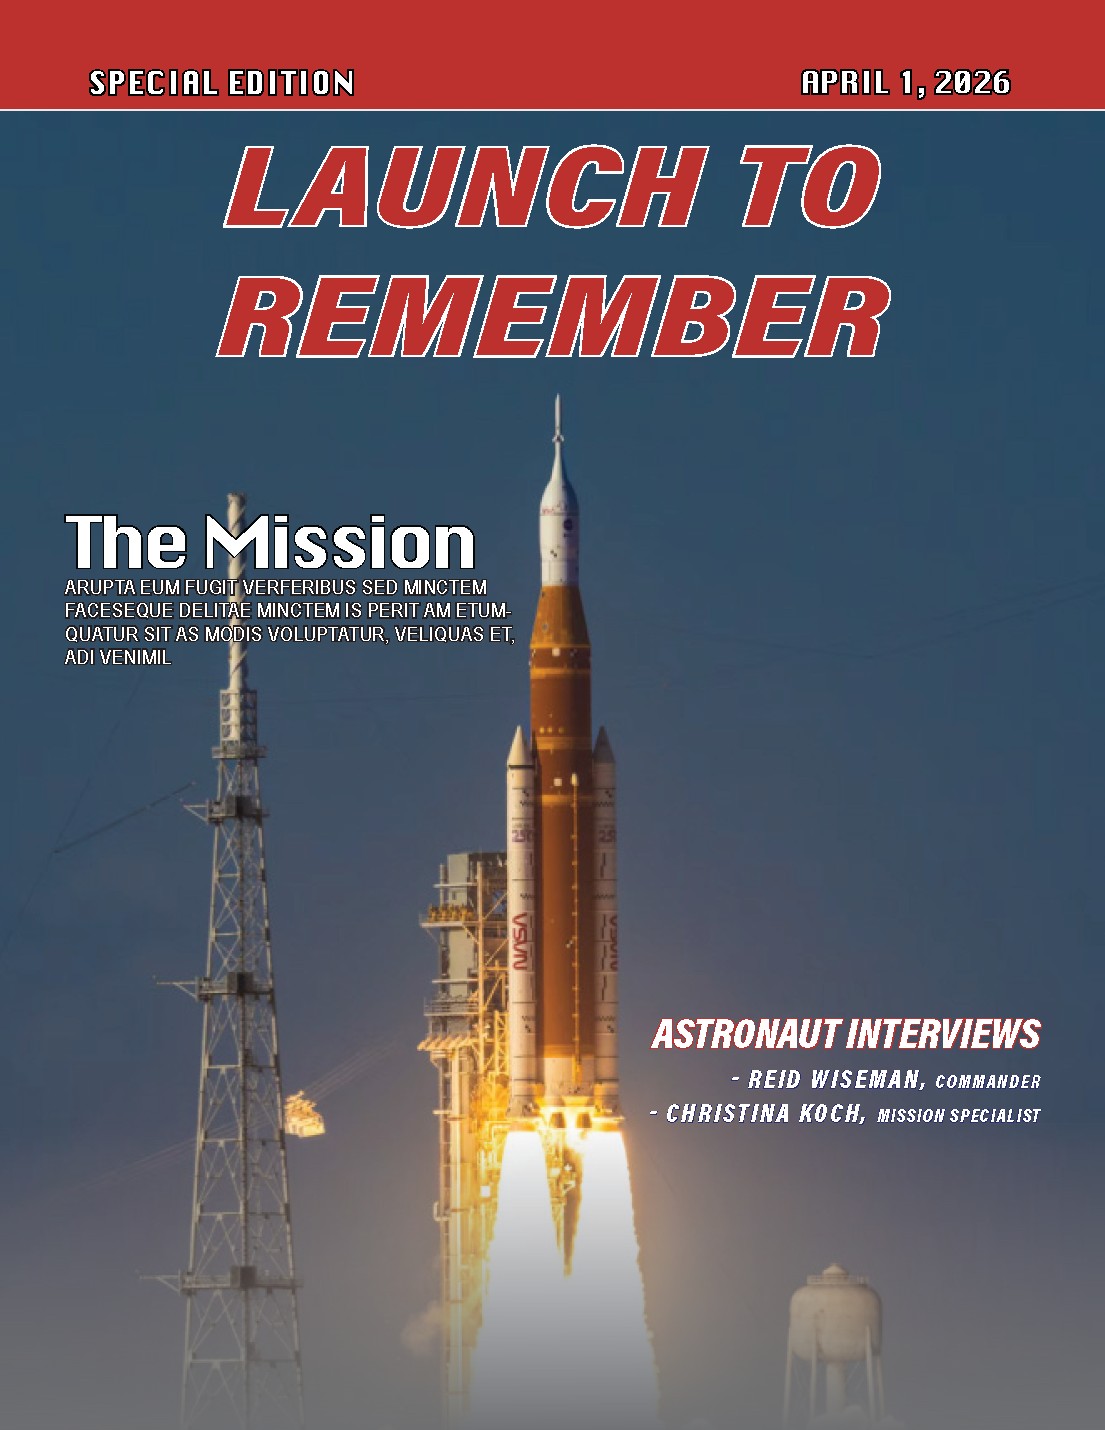 SPECIAL EDITION
APRIL 1, 2026
LAUNCH TO
REMEMBER
The Mission
ARUPTA EUM FUGIT VERFERIBUS SED MINCTEM
FACESEQUE DELITAE MINCTEM IS PERIT AM ETUM-
QUATUR SIT AS MODIS VOLUPTATUR, VELIQUAS ET,
ADI VENIMIL
NASA
ASTRONAUT INTERVIEWS
- REID WISEMAN, COMMANDER
- CHRISTINA KOCH, MISSION SPECIALIST